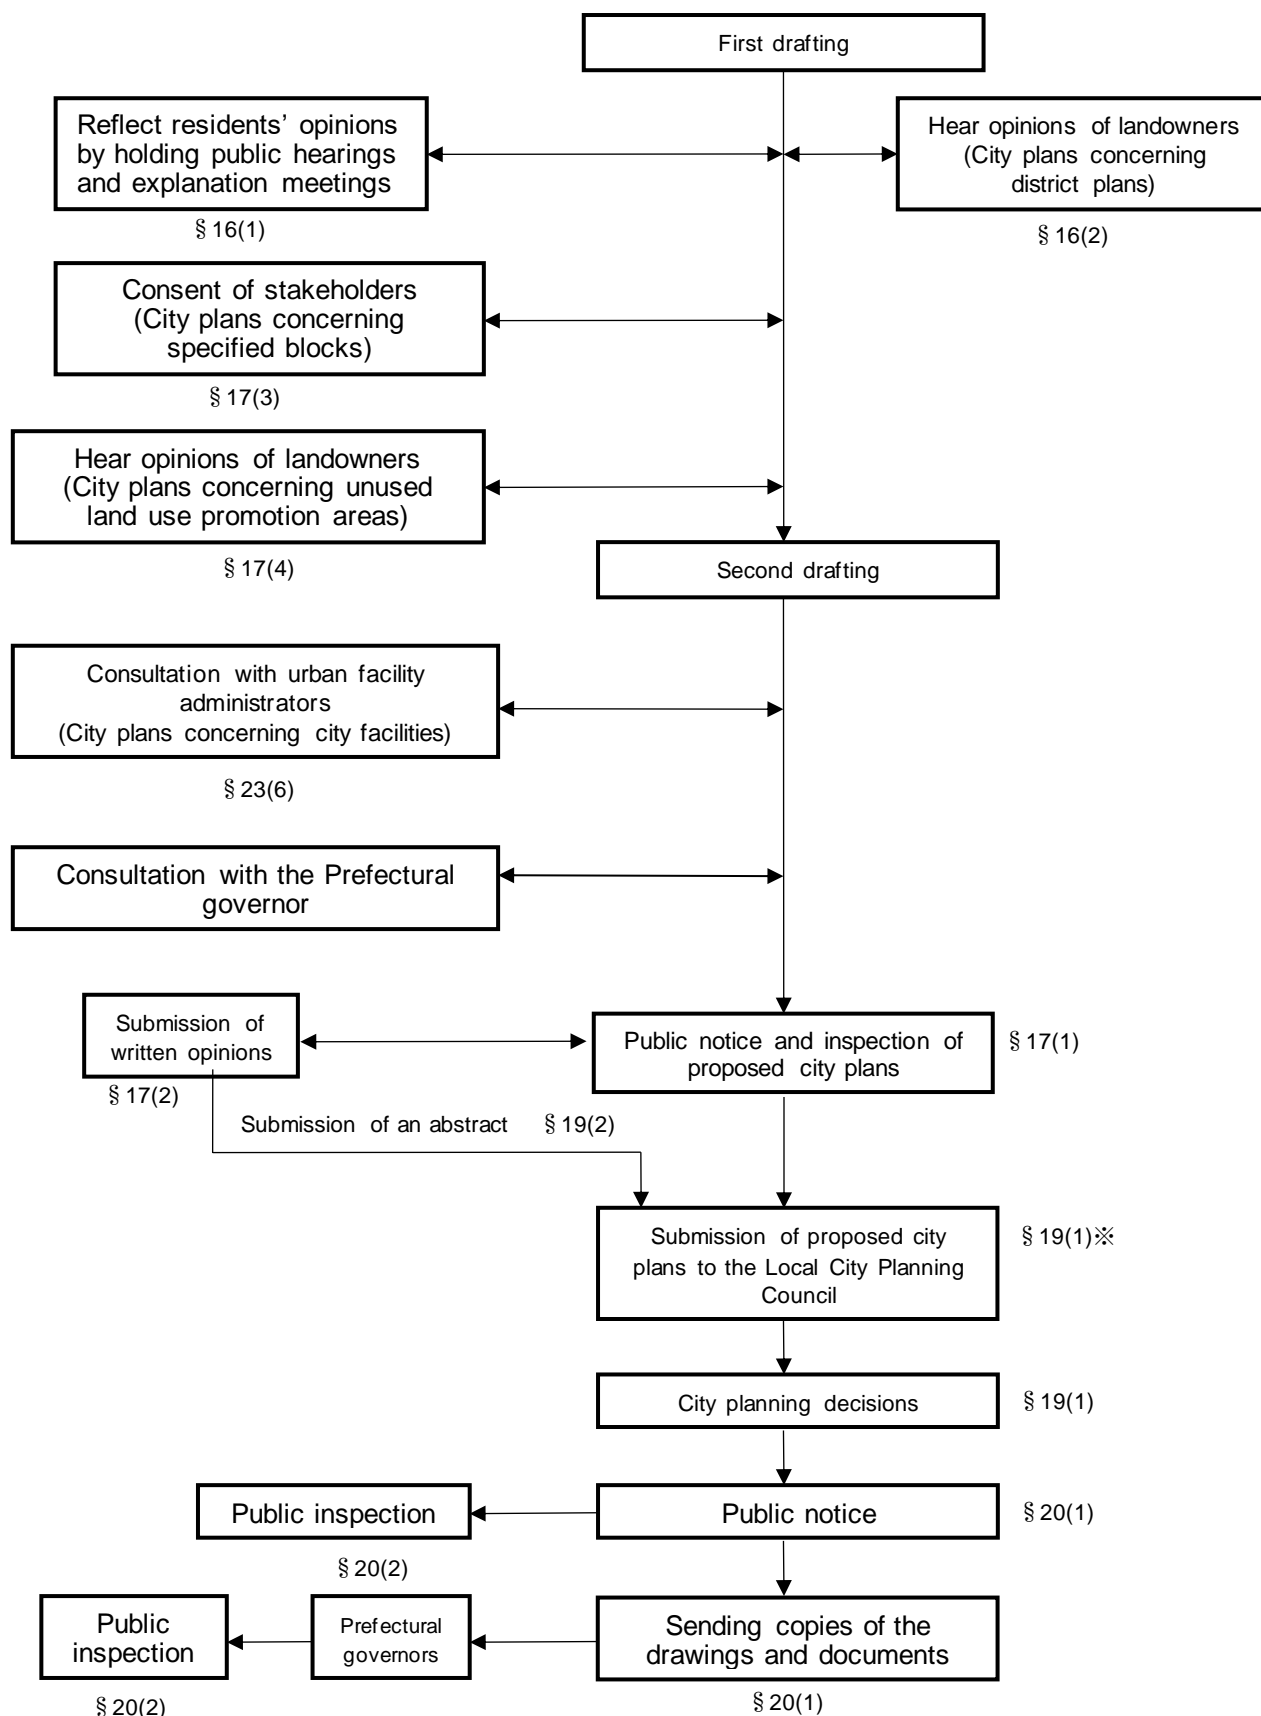 First drafting
Reflect residents’ opinions
by holding public hearings
and explanation meetings
§ 16(1)
Hear opinions of landowners
(City plans concerning
district plans)
§ 16(2)
Consent of stakeholders
(City plans concerning
specified blocks)
§ 17(3)
Hear opinions of landowners
(City plans concerning unused
land use promotion areas)
§ 17(4)
Second drafting
Consultation with urban facility
administrators
(City plans concerning city facilities)
§ 23(6)
Consultation with the Prefectural
governor
Submission of
written opinions
§ 17(2)
Public notice and inspection of
proposed city plans
§ 17(1)
Submission of an abstract § 19(2)
Submission of proposed city
plans to the Local City Planning
Council
§ 19(1)※
City planning decisions
§ 19(1)
Public inspection
§ 20(2)
Public notice
§ 20(1)
Public
inspection
§ 20(2)
Prefectural
governors
Sending copies of the
drawings and documents
§ 20(1)